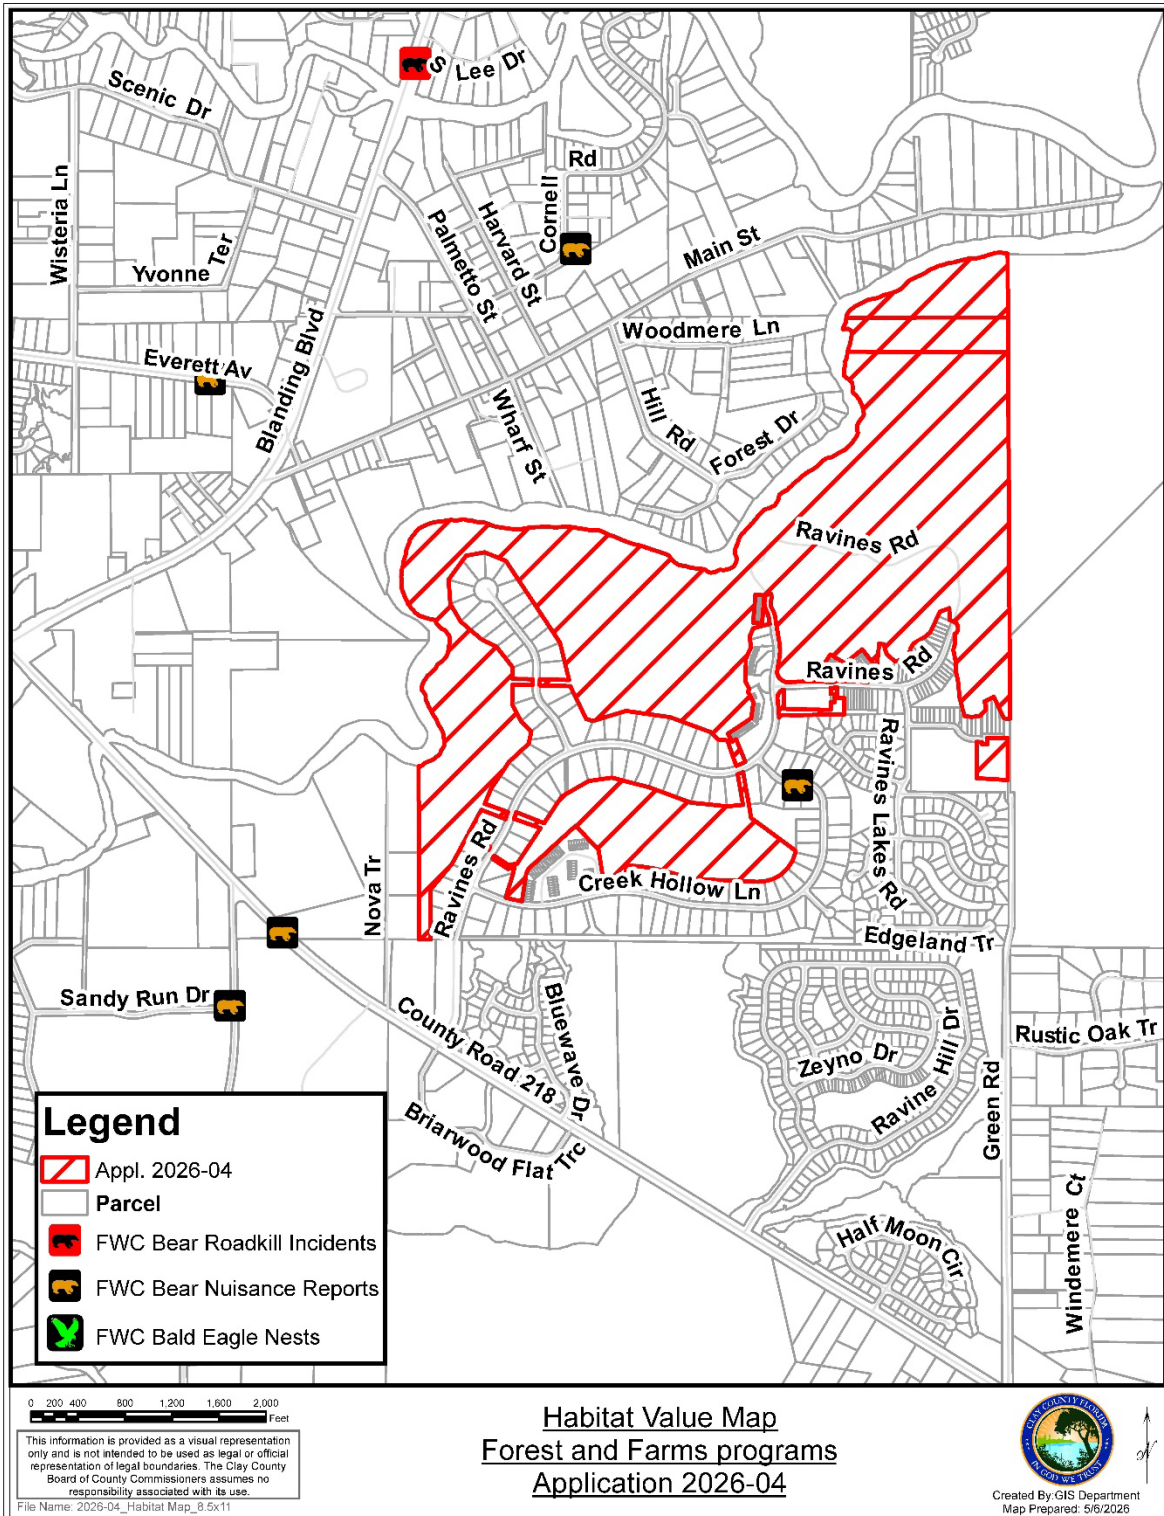 S Lee Dr
Scenic Dr
Rd
Cornell
Wisteria Ln
Harvard St
Palmetto St
Yvonne Ter
Main St
Woodmere Ln
Everett Av
Blanding Blvd
Hill Rd
Wharf St
Forest Dr
Ravines Rd
Ravines Rd
Ravines Lakes Rd
Ravines Rd
Creek Hollow Ln
Nova Tr
Edgeland Tr
Sandy Run Dr
County Road 218
Bluewave Dr
Zeyno Dr
Ravine Hill Dr
Green Rd
Rustic Oak Tr
Briarwood Flat Trc
Half Moon Cir
Windemere Ct
Legend
Appl. 2026-04
Parcel
FWC Bear Roadkill Incidents
FWC Bear Nuisance Reports
FWC Bald Eagle Nests
0 200 400 800 1,200 1,600 2,000
Feet
This information is provided as a visual representation
only and is not intended to be used as legal or official
representation of legal boundaries. The Clay County
Board of County Commissioners assumes no
responsibility associated with its use.
File Name: 2026-04_Habitat Map_8.5x11
Habitat Value Map
Forest and Farms programs
Application 2026-04
CLAY COUNTY FLORIDA
IN GOD WE TRUST
N
Created By:GIS Department
Map Prepared: 5/6/2026